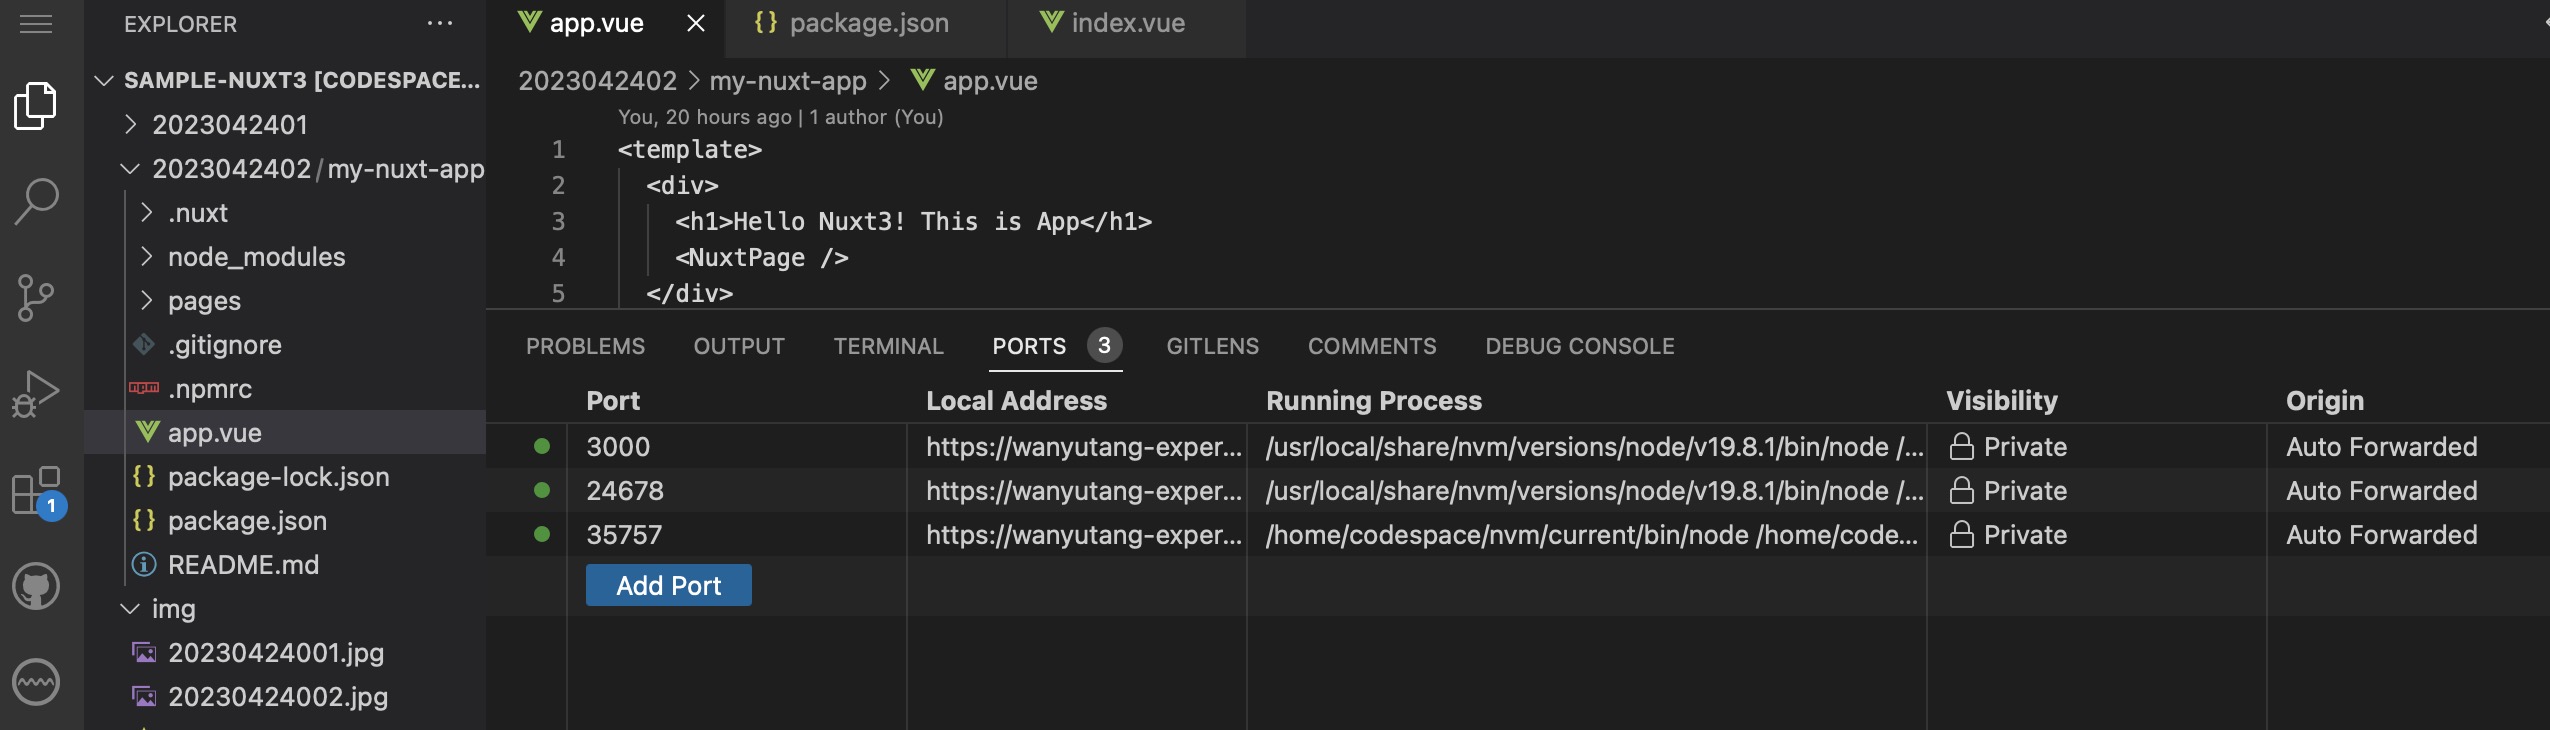 EXPLORER
SAMPLE-NUXT3 [CODESPACE...
2023042401
2023042402/my-nuxt-app
.nuxt
node_modules
pages
.gitignore
.npmrc
app.vue
package-lock.json
package.json
README.md
img
20230424001.jpg
20230424002.jpg
1
app.vue
package.json
index.vue
2023042402 > my-nuxt-app > app.vue
You, 20 hours ago | 1 author (You)
1 <template>
2 <div>
3 <h1>Hello Nuxt3! This is App</h1>
4 <NuxtPage />
5 </div>
PROBLEMS OUTPUT TERMINAL PORTS 3 GITLENS COMMENTS DEBUG CONSOLE
Port Local Address Running Process Visibility Origin
3000 https://wanyutang-exper... /usr/local/share/nvm/versions/node/v19.8.1/bin/node /... Private Auto Forwarded
24678 https://wanyutang-exper... /usr/local/share/nvm/versions/node/v19.8.1/bin/node /... Private Auto Forwarded
35757 https://wanyutang-exper... /home/codespace/nvm/current/bin/node /home/code... Private Auto Forwarded
Add Port